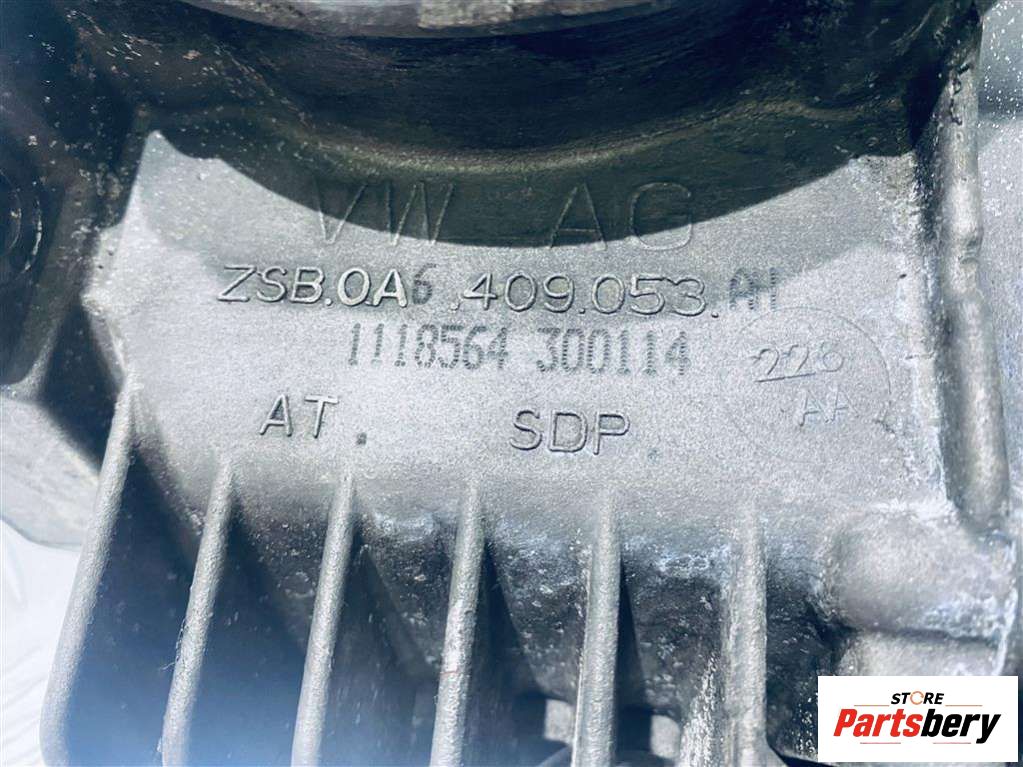 VW AG
ZSB.0A6.409.053.AH
1118564 300114
226
AA
AT. SDP.
STORE
Partsbery